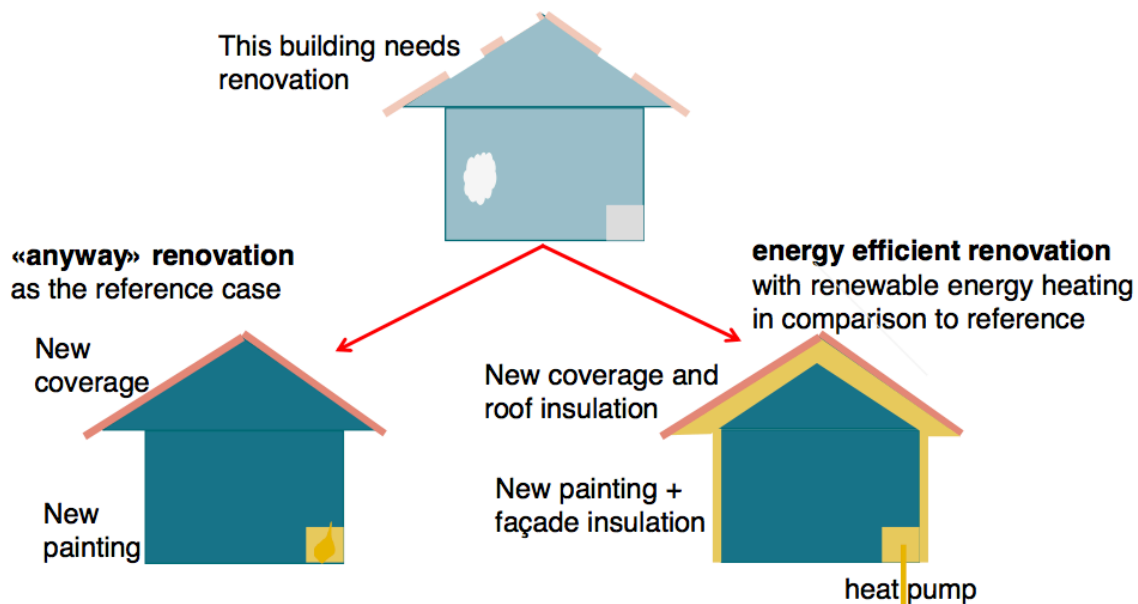 This building needs
renovation
«anyway» renovation
as the reference case
energy efficient renovation
with renewable energy heating
in comparison to reference
New
coverage
New coverage and
roof insulation
New
painting
New painting +
façade insulation
heat pump